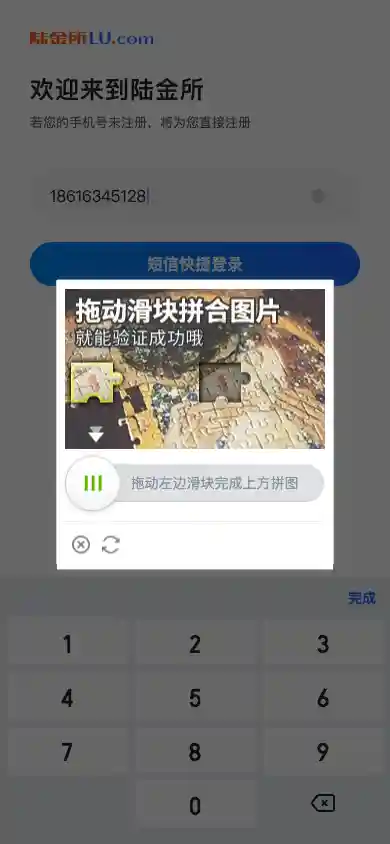 陆金所LU.com
欢迎来到陆金所
若您的手机号未注册，将为您直接注册
18616345128
短信快捷登录
拖动滑块拼合图片
就能验证成功哦
拖动左边滑块完成上方拼图
完成
1 2 3
4 5 6
7 8 9
0